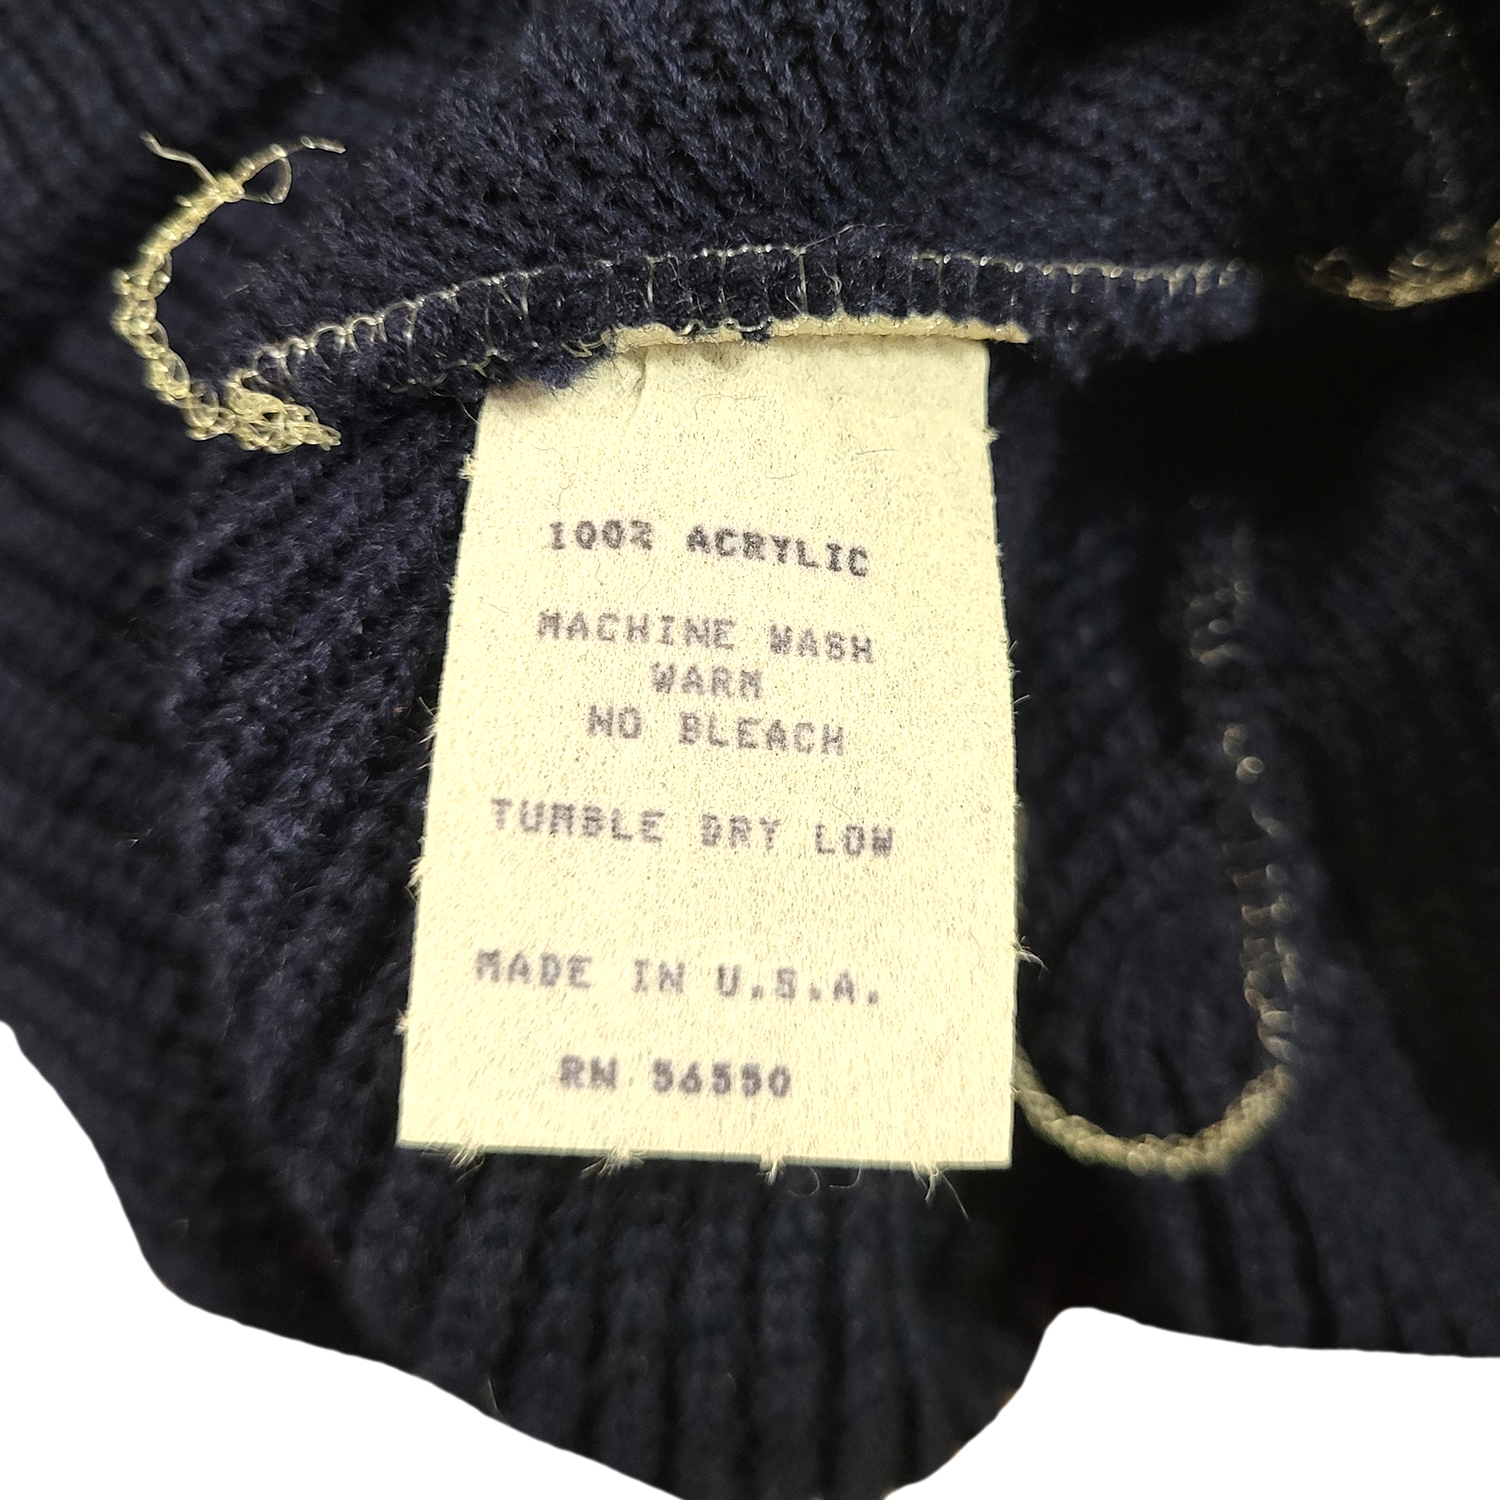 100% ACRYLIC
MACHINE WASH
WARM
NO BLEACH
TUMBLE DRY LOW
MADE IN U.S.A.
RN 56550